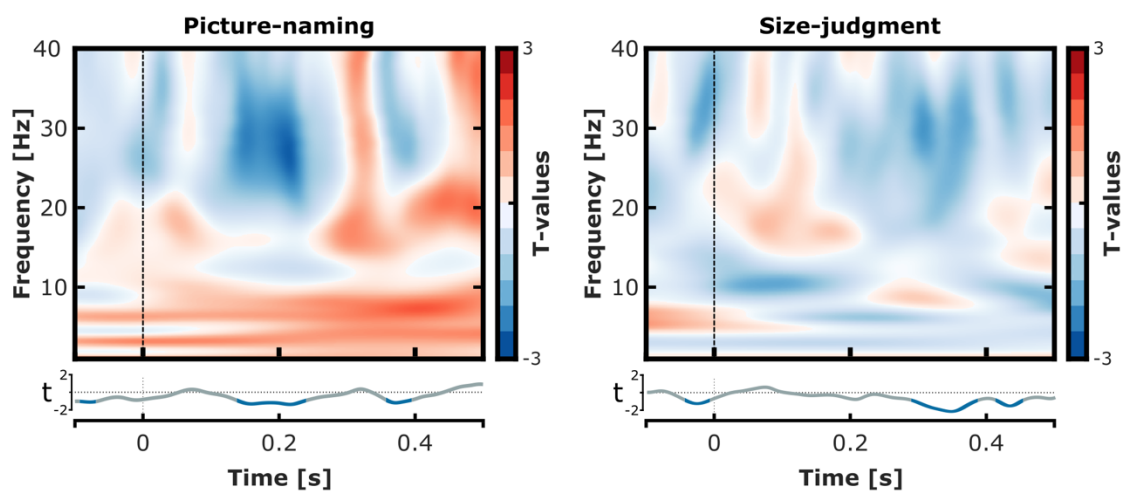 Picture-naming
40
30
20
10
Frequency [Hz]
3
-3
T-values
t
2
-2
0
0.2
0.4
Time [s]
Size-judgment
40
30
20
10
Frequency [Hz]
3
-3
T-values
t
2
-2
0
0.2
0.4
Time [s]